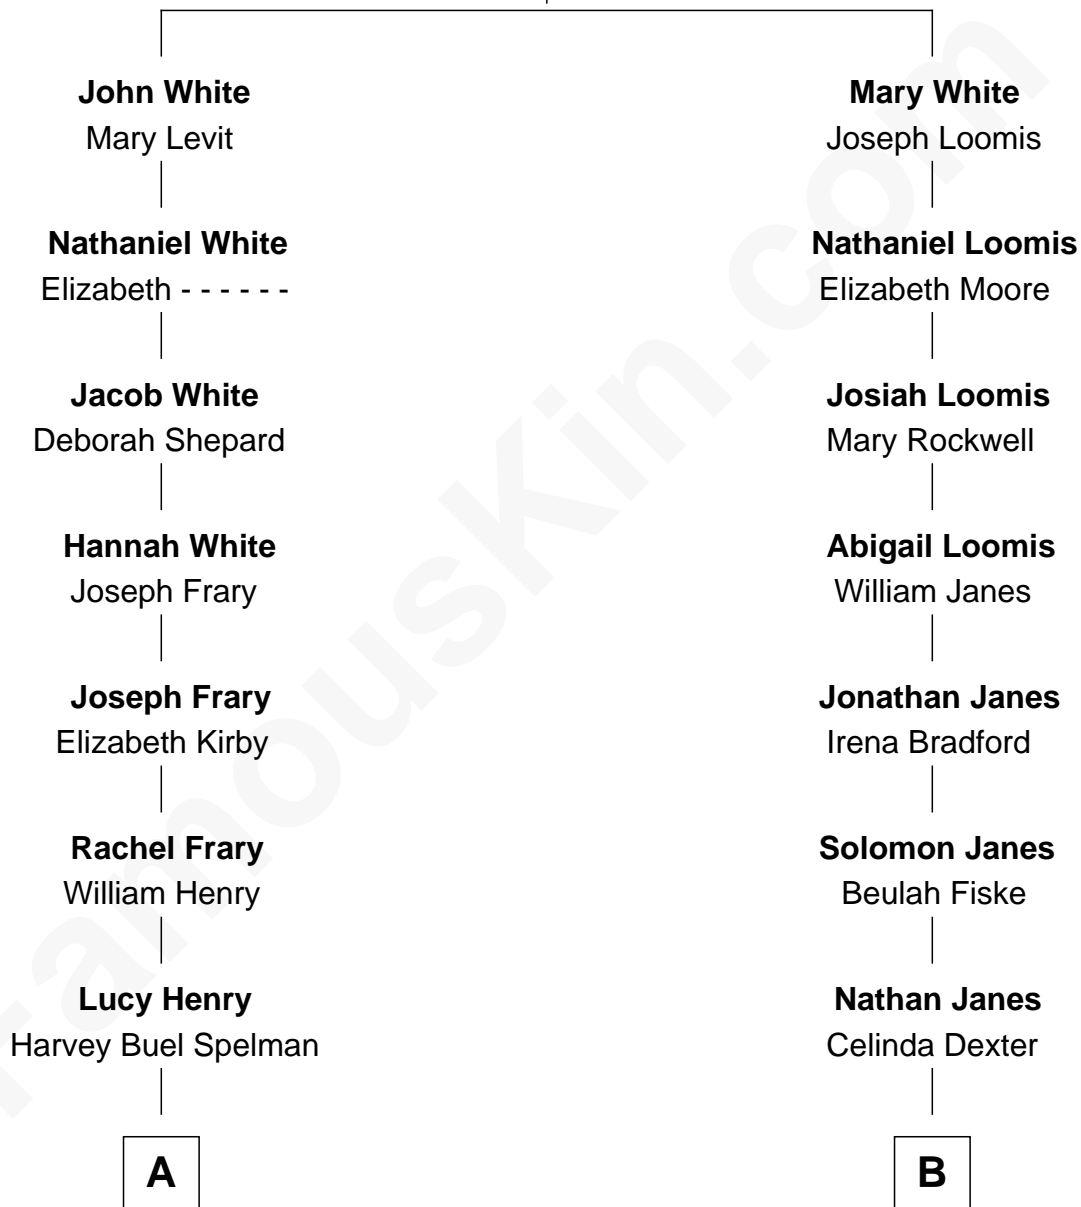 John White
Mary Levit
Mary White
Joseph Loomis
Nathaniel White
Elizabeth - - - - - -
Nathaniel Loomis
Elizabeth Moore
Jacob White
Deborah Shepard
Josiah Loomis
Mary Rockwell
Hannah White
Joseph Frary
Abigail Loomis
William Janes
Joseph Frary
Elizabeth Kirby
Jonathan Janes
Irena Bradford
Rachel Frary
William Henry
Solomon Janes
Beulah Fiske
Lucy Henry
Harvey Buel Spelman
Nathan Janes
Celinda Dexter
A
B
FamousKin.com